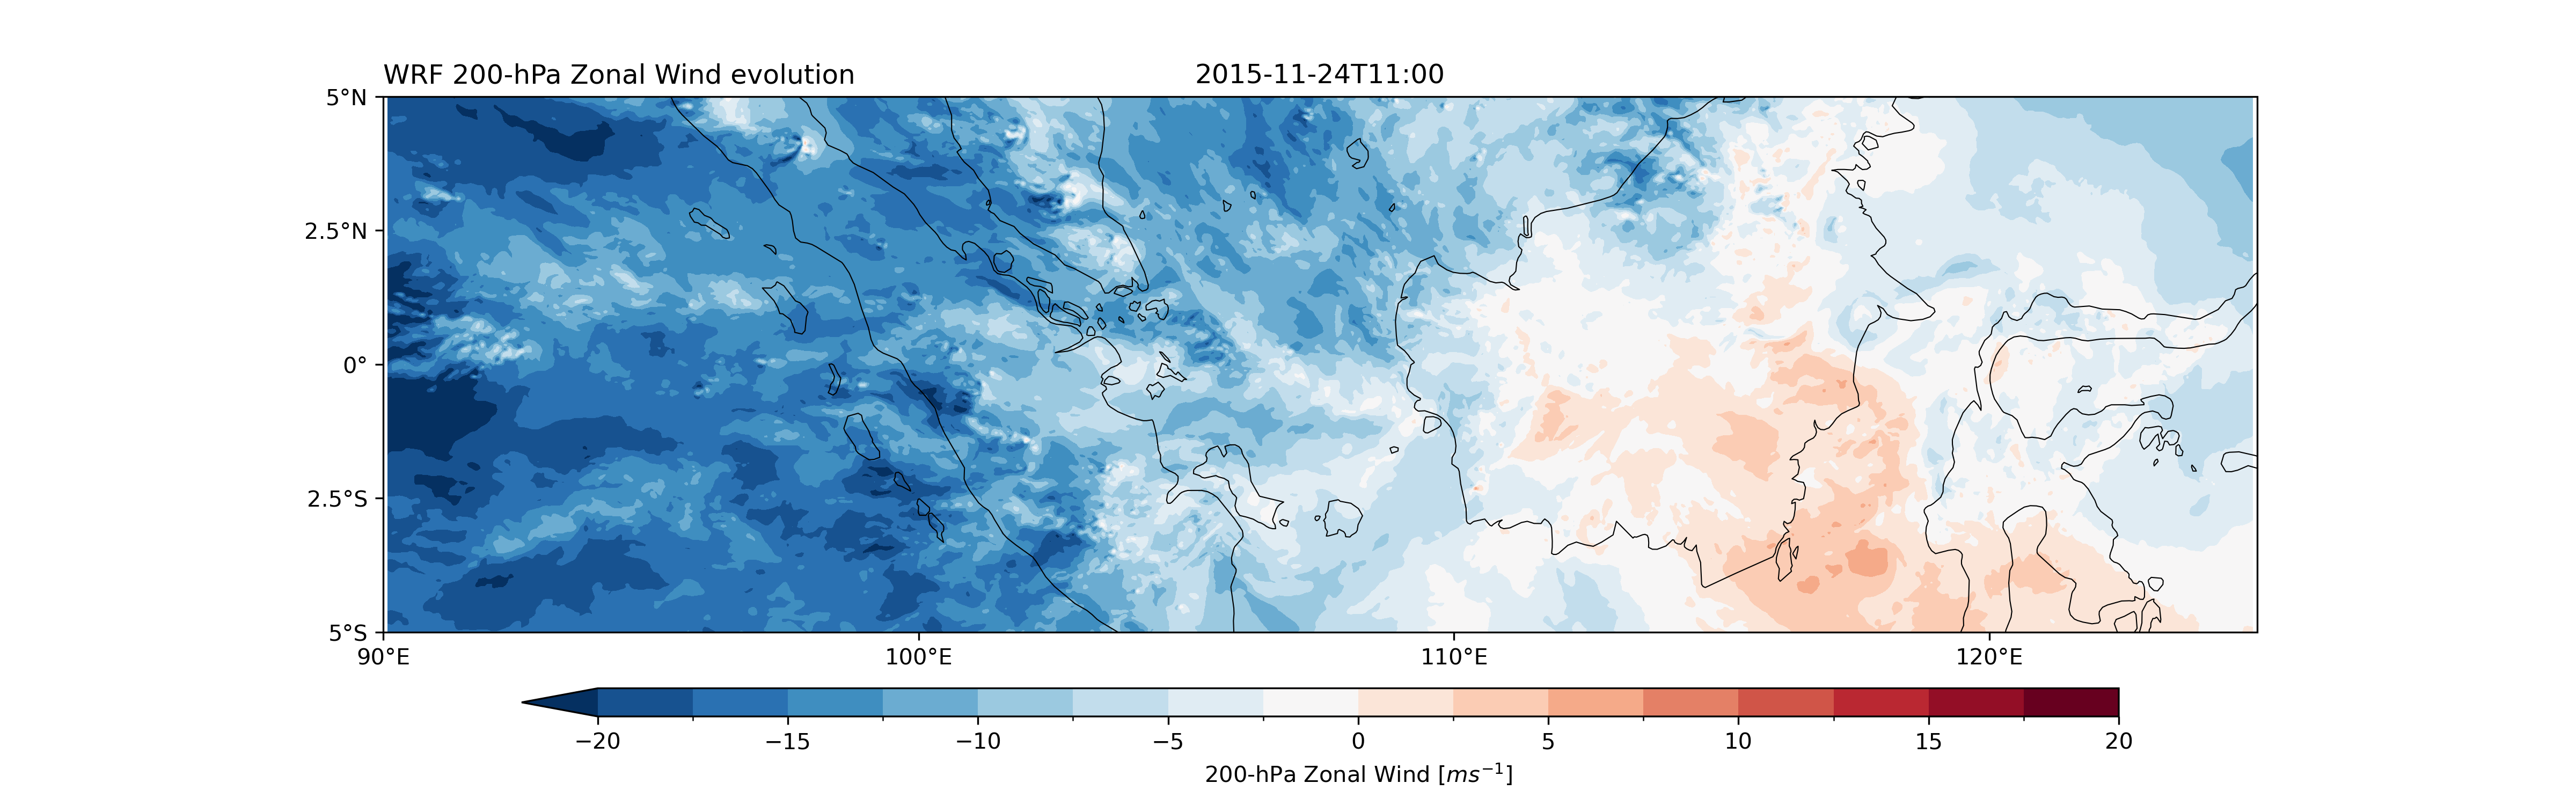 WRF 200-hPa Zonal Wind evolution 2015-11-24T11:00
5°N
2.5°N
0°
2.5°S
5°S
90°E 100°E 110°E 120°E
−20 −15 −10 −5 0 5 10 15 20
200-hPa Zonal Wind [ms⁻¹]